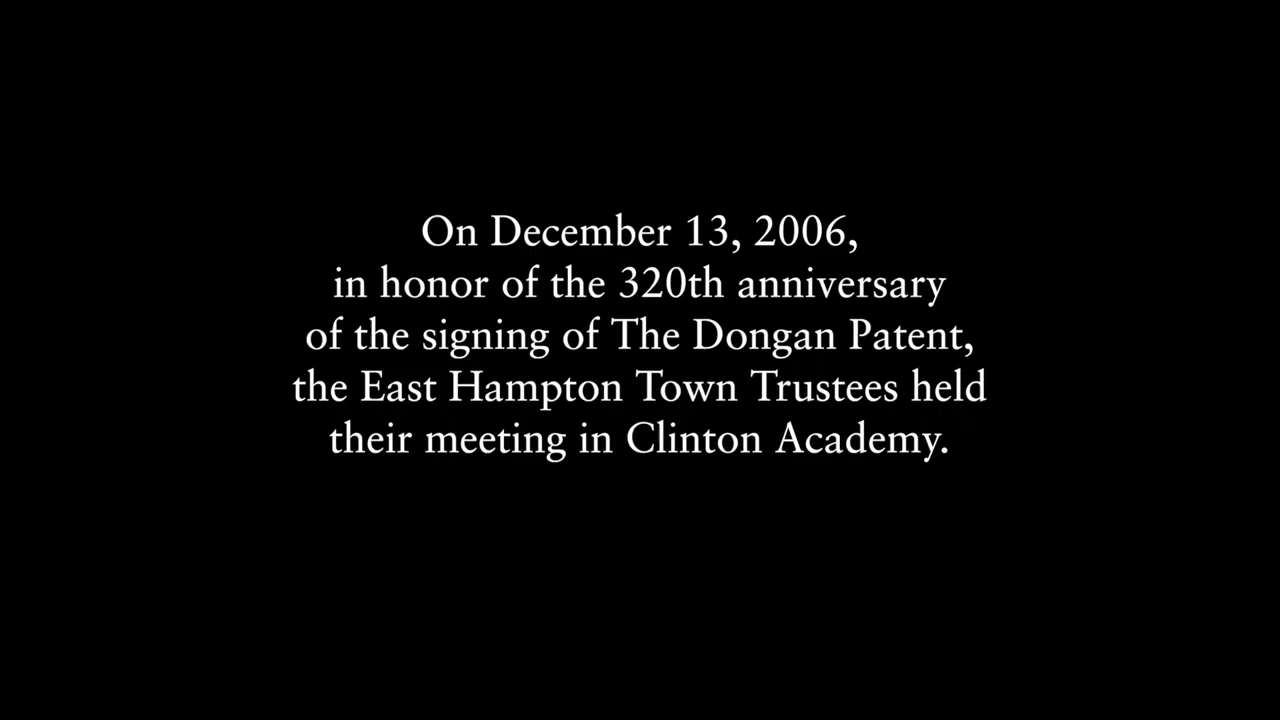 On December 13, 2006,
in honor of the 320th anniversary
of the signing of The Dongan Patent,
the East Hampton Town Trustees held
their meeting in Clinton Academy.